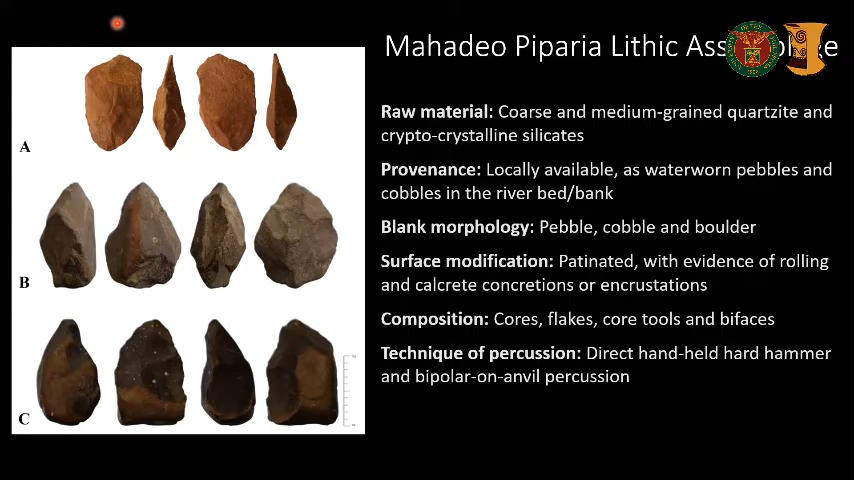 Mahadeo Piparia Lithic Ass
Raw material: Coarse and medium-grained quartzite and
crypto-crystalline silicates
Provenance: Locally available, as waterworn pebbles and
cobbles in the river bed/bank
Blank morphology: Pebble, cobble and boulder
Surface modification: Patinated, with evidence of rolling
and calcrete concretions or encrustations
Composition: Cores, flakes, core tools and bifaces
Technique of percussion: Direct hand-held hard hammer
and bipolar-on-anvil percussion
A
B
C